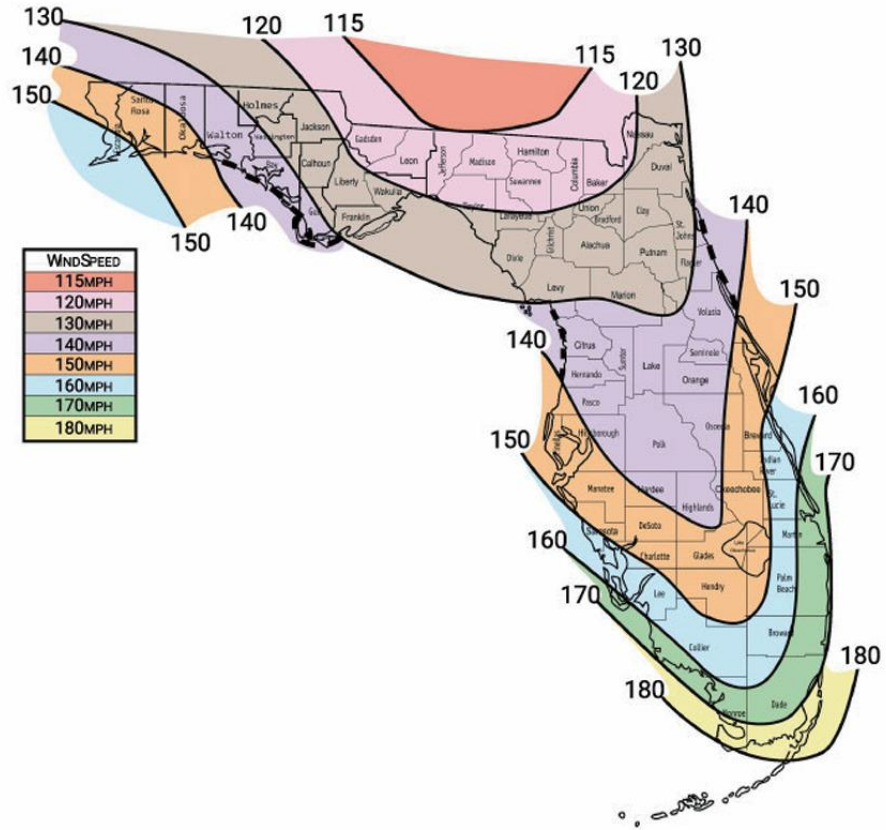 130
120
115
140
150
115
130
120
Santa
Rosa
Okaloosa
Walton
Holmes
Jackson
Calhoun
Gadsden
Leon
Jefferson
Madison
Hamilton
Suwannee
Columbia
Baker
Nassau
Duval
Liberty
Wakulla
Franklin
Lafayette
Dixie
Gilchrist
Union
Bradford
Clay
St.
Johns
Alachua
Putnam
Flagler
Levy
Marion
150
140
140
150
WINDSPEED
115MPH
120MPH
130MPH
140MPH
150MPH
160MPH
170MPH
180MPH
140
Citrus
Sumter
Lake
Volusia
Seminole
Orange
Hernando
Pasco
Hillsborough
Polk
Osceola
Brevard
160
150
Indian
River
170
Manatee
Hardee
Highlands
Okeechobee
St.
Lucie
Sarasota
DeSoto
Martin
160
Charlotte
Glades
Lake
Hendry
Palm
Beach
170
Lee
Collier
Broward
180
180
Monroe
Dade